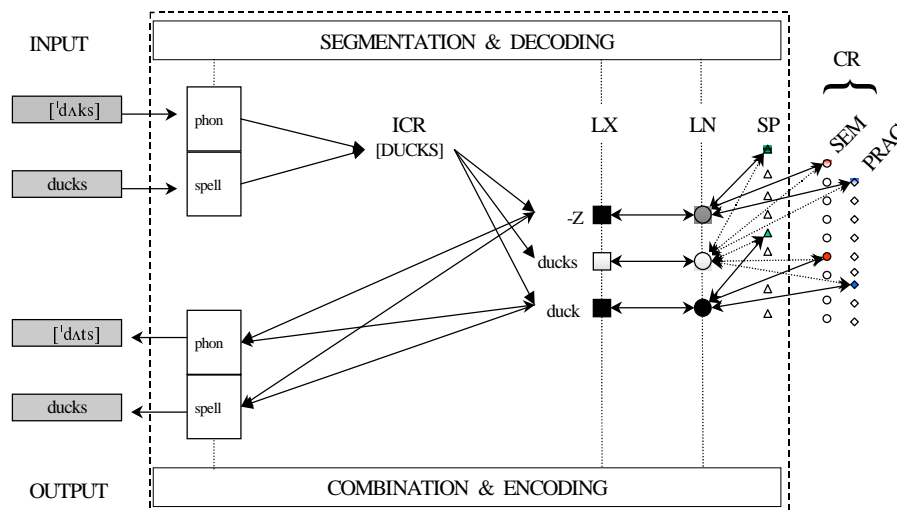 INPUT
SEGMENTATION & DECODING
CR
[ˈdʌks]
phon
ICR
[DUCKS]
LX
LN
SP
SEM
PRAG
ducks
spell
-Z
ducks
duck
[ˈdʌts]
phon
ducks
spell
OUTPUT
COMBINATION & ENCODING